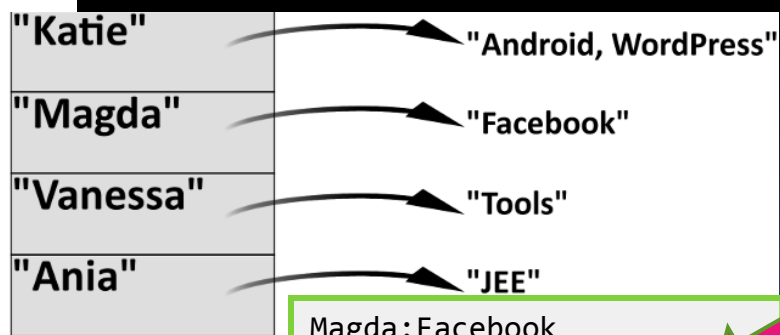 "Katie" "Android, WordPress"
"Magda" "Facebook"
"Vanessa" "Tools"
"Ania" "JEE"
Magda:Facebook